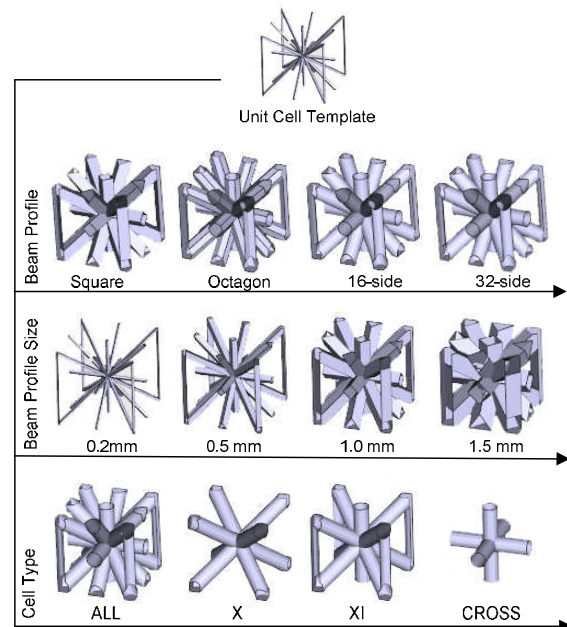 Unit Cell Template
Beam Profile
Square
Octagon
16-side
32-side
Beam Profile Size
0.2mm
0.5 mm
1.0 mm
1.5 mm
Cell Type
ALL
X
XI
CROSS